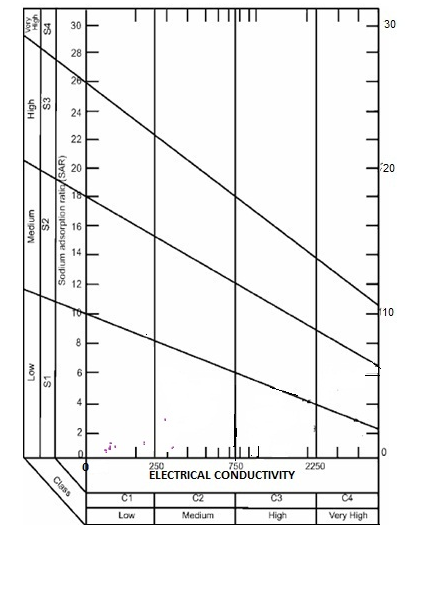 Very High
S4
High
S3
Medium
S2
Low
S1
Sodium adsorption ratio (SAR)
30
28
26
24
22
20
18
16
14
12
10
8
6
4
2
0
30
20
10
0
0 250 750 2250
ELECTRICAL CONDUCTIVITY
Class
C1 C2 C3 C4
Low Medium High Very High